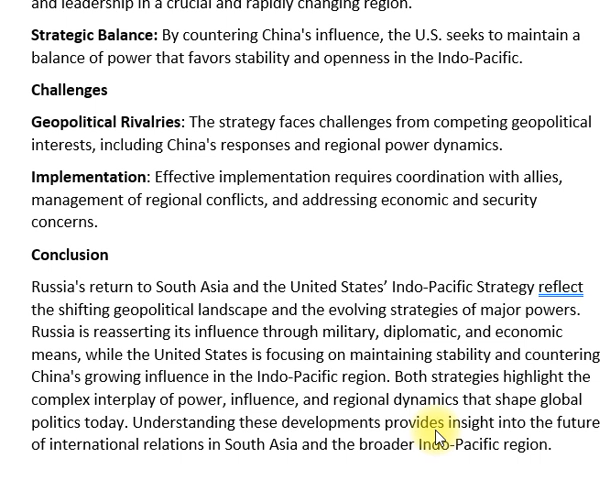 and leadership in a crucial and rapidly changing region.
Strategic Balance: By countering China's influence, the U.S. seeks to maintain a
balance of power that favors stability and openness in the Indo-Pacific.
Challenges
Geopolitical Rivalries: The strategy faces challenges from competing geopolitical
interests, including China's responses and regional power dynamics.
Implementation: Effective implementation requires coordination with allies,
management of regional conflicts, and addressing economic and security
concerns.
Conclusion
Russia's return to South Asia and the United States’ Indo-Pacific Strategy reflect
the shifting geopolitical landscape and the evolving strategies of major powers.
Russia is reasserting its influence through military, diplomatic, and economic
means, while the United States is focusing on maintaining stability and countering
China's growing influence in the Indo-Pacific region. Both strategies highlight the
complex interplay of power, influence, and regional dynamics that shape global
politics today. Understanding these developments provides insight into the future
of international relations in South Asia and the broader Indo-Pacific region.